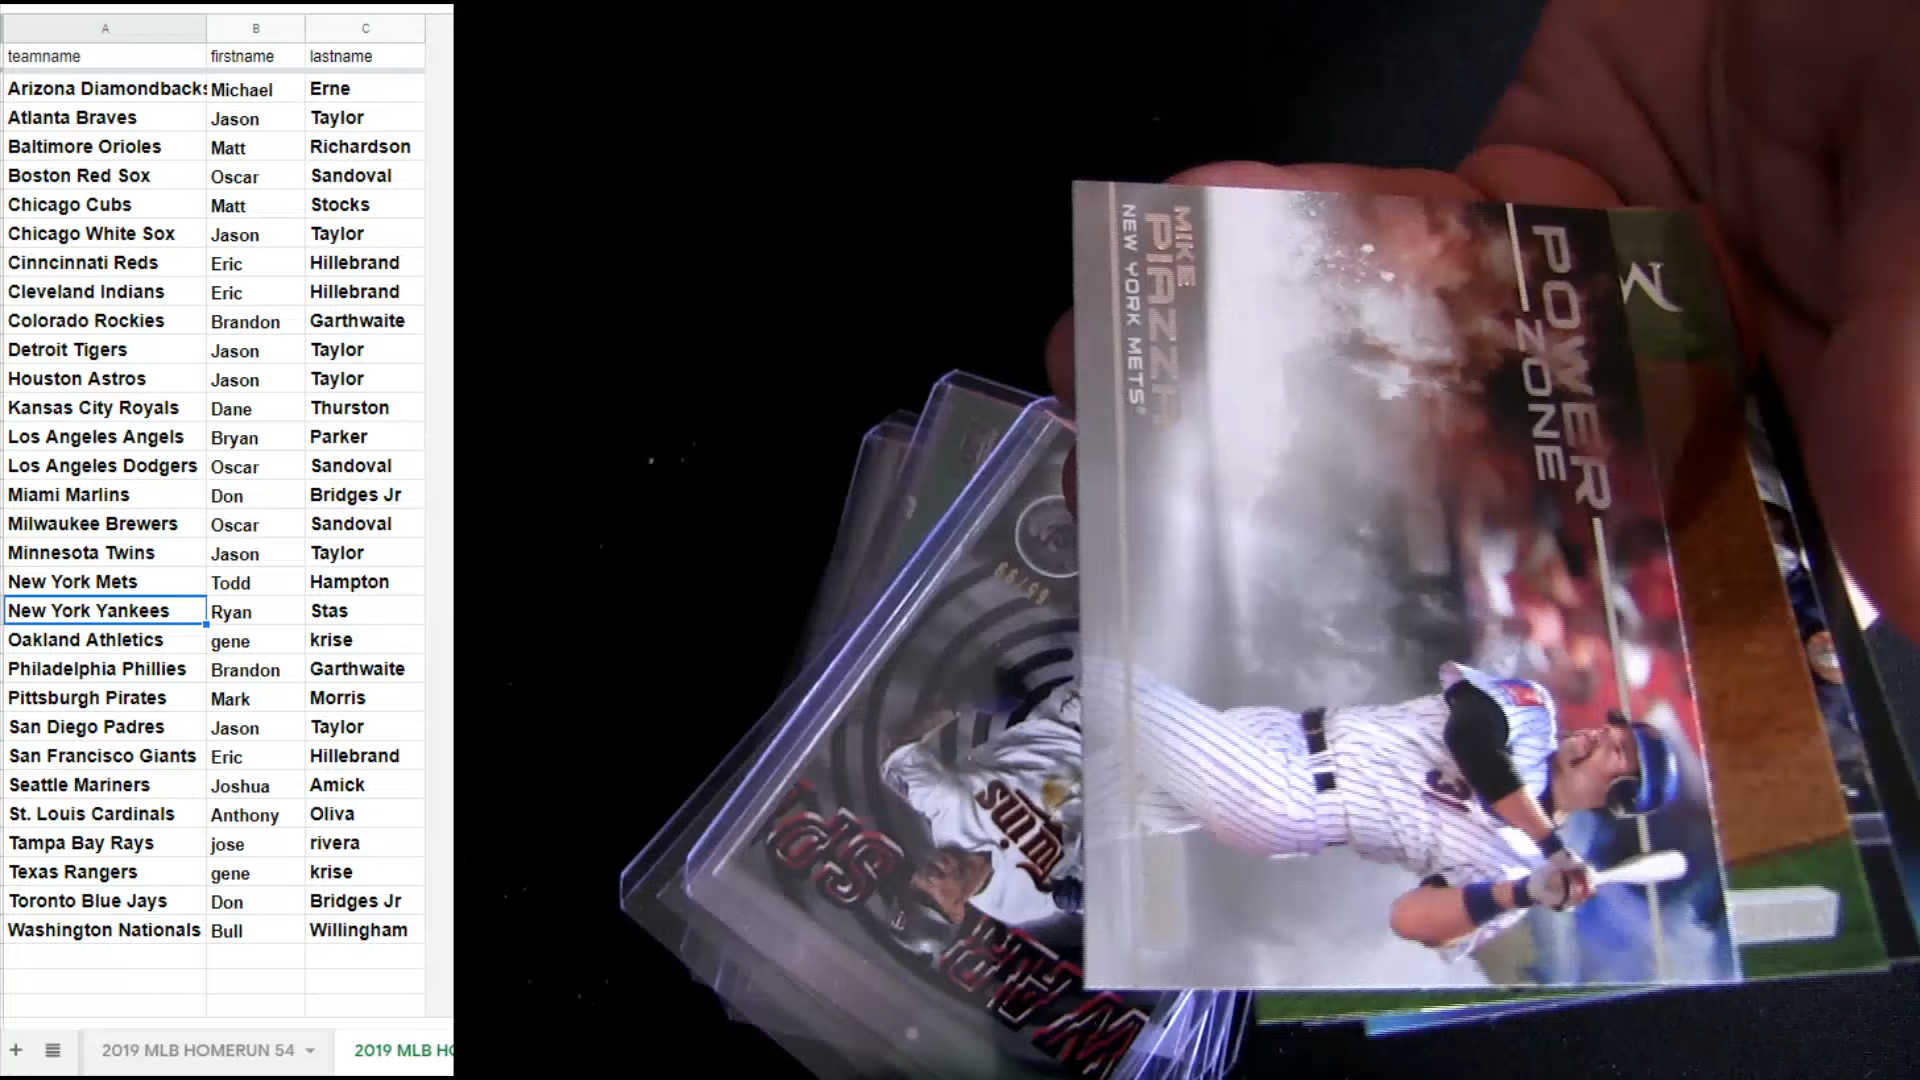 A B C
teamname firstname lastname
Arizona Diamondbacks Michael Erne
Atlanta Braves Jason Taylor
Baltimore Orioles Matt Richardson
Boston Red Sox Oscar Sandoval
Chicago Cubs Matt Stocks
Chicago White Sox Jason Taylor
Cinncinnati Reds Eric Hillebrand
Cleveland Indians Eric Hillebrand
Colorado Rockies Brandon Garthwaite
Detroit Tigers Jason Taylor
Houston Astros Jason Taylor
Kansas City Royals Dane Thurston
Los Angeles Angels Bryan Parker
Los Angeles Dodgers Oscar Sandoval
Miami Marlins Don Bridges Jr
Milwaukee Brewers Oscar Sandoval
Minnesota Twins Jason Taylor
New York Mets Todd Hampton
New York Yankees Ryan Stas
Oakland Athletics gene krise
Philadelphia Phillies Brandon Garthwaite
Pittsburgh Pirates Mark Morris
San Diego Padres Jason Taylor
San Francisco Giants Eric Hillebrand
Seattle Mariners Joshua Amick
St. Louis Cardinals Anthony Oliva
Tampa Bay Rays jose rivera
Texas Rangers gene krise
Toronto Blue Jays Don Bridges Jr
Washington Nationals Bull Willingham
2019 MLB HOMERUN 54 2019 MLB HO
POWER
ZONE
MIKE
PIAZZA
NEW YORK METS
65/99
Twins
WAR